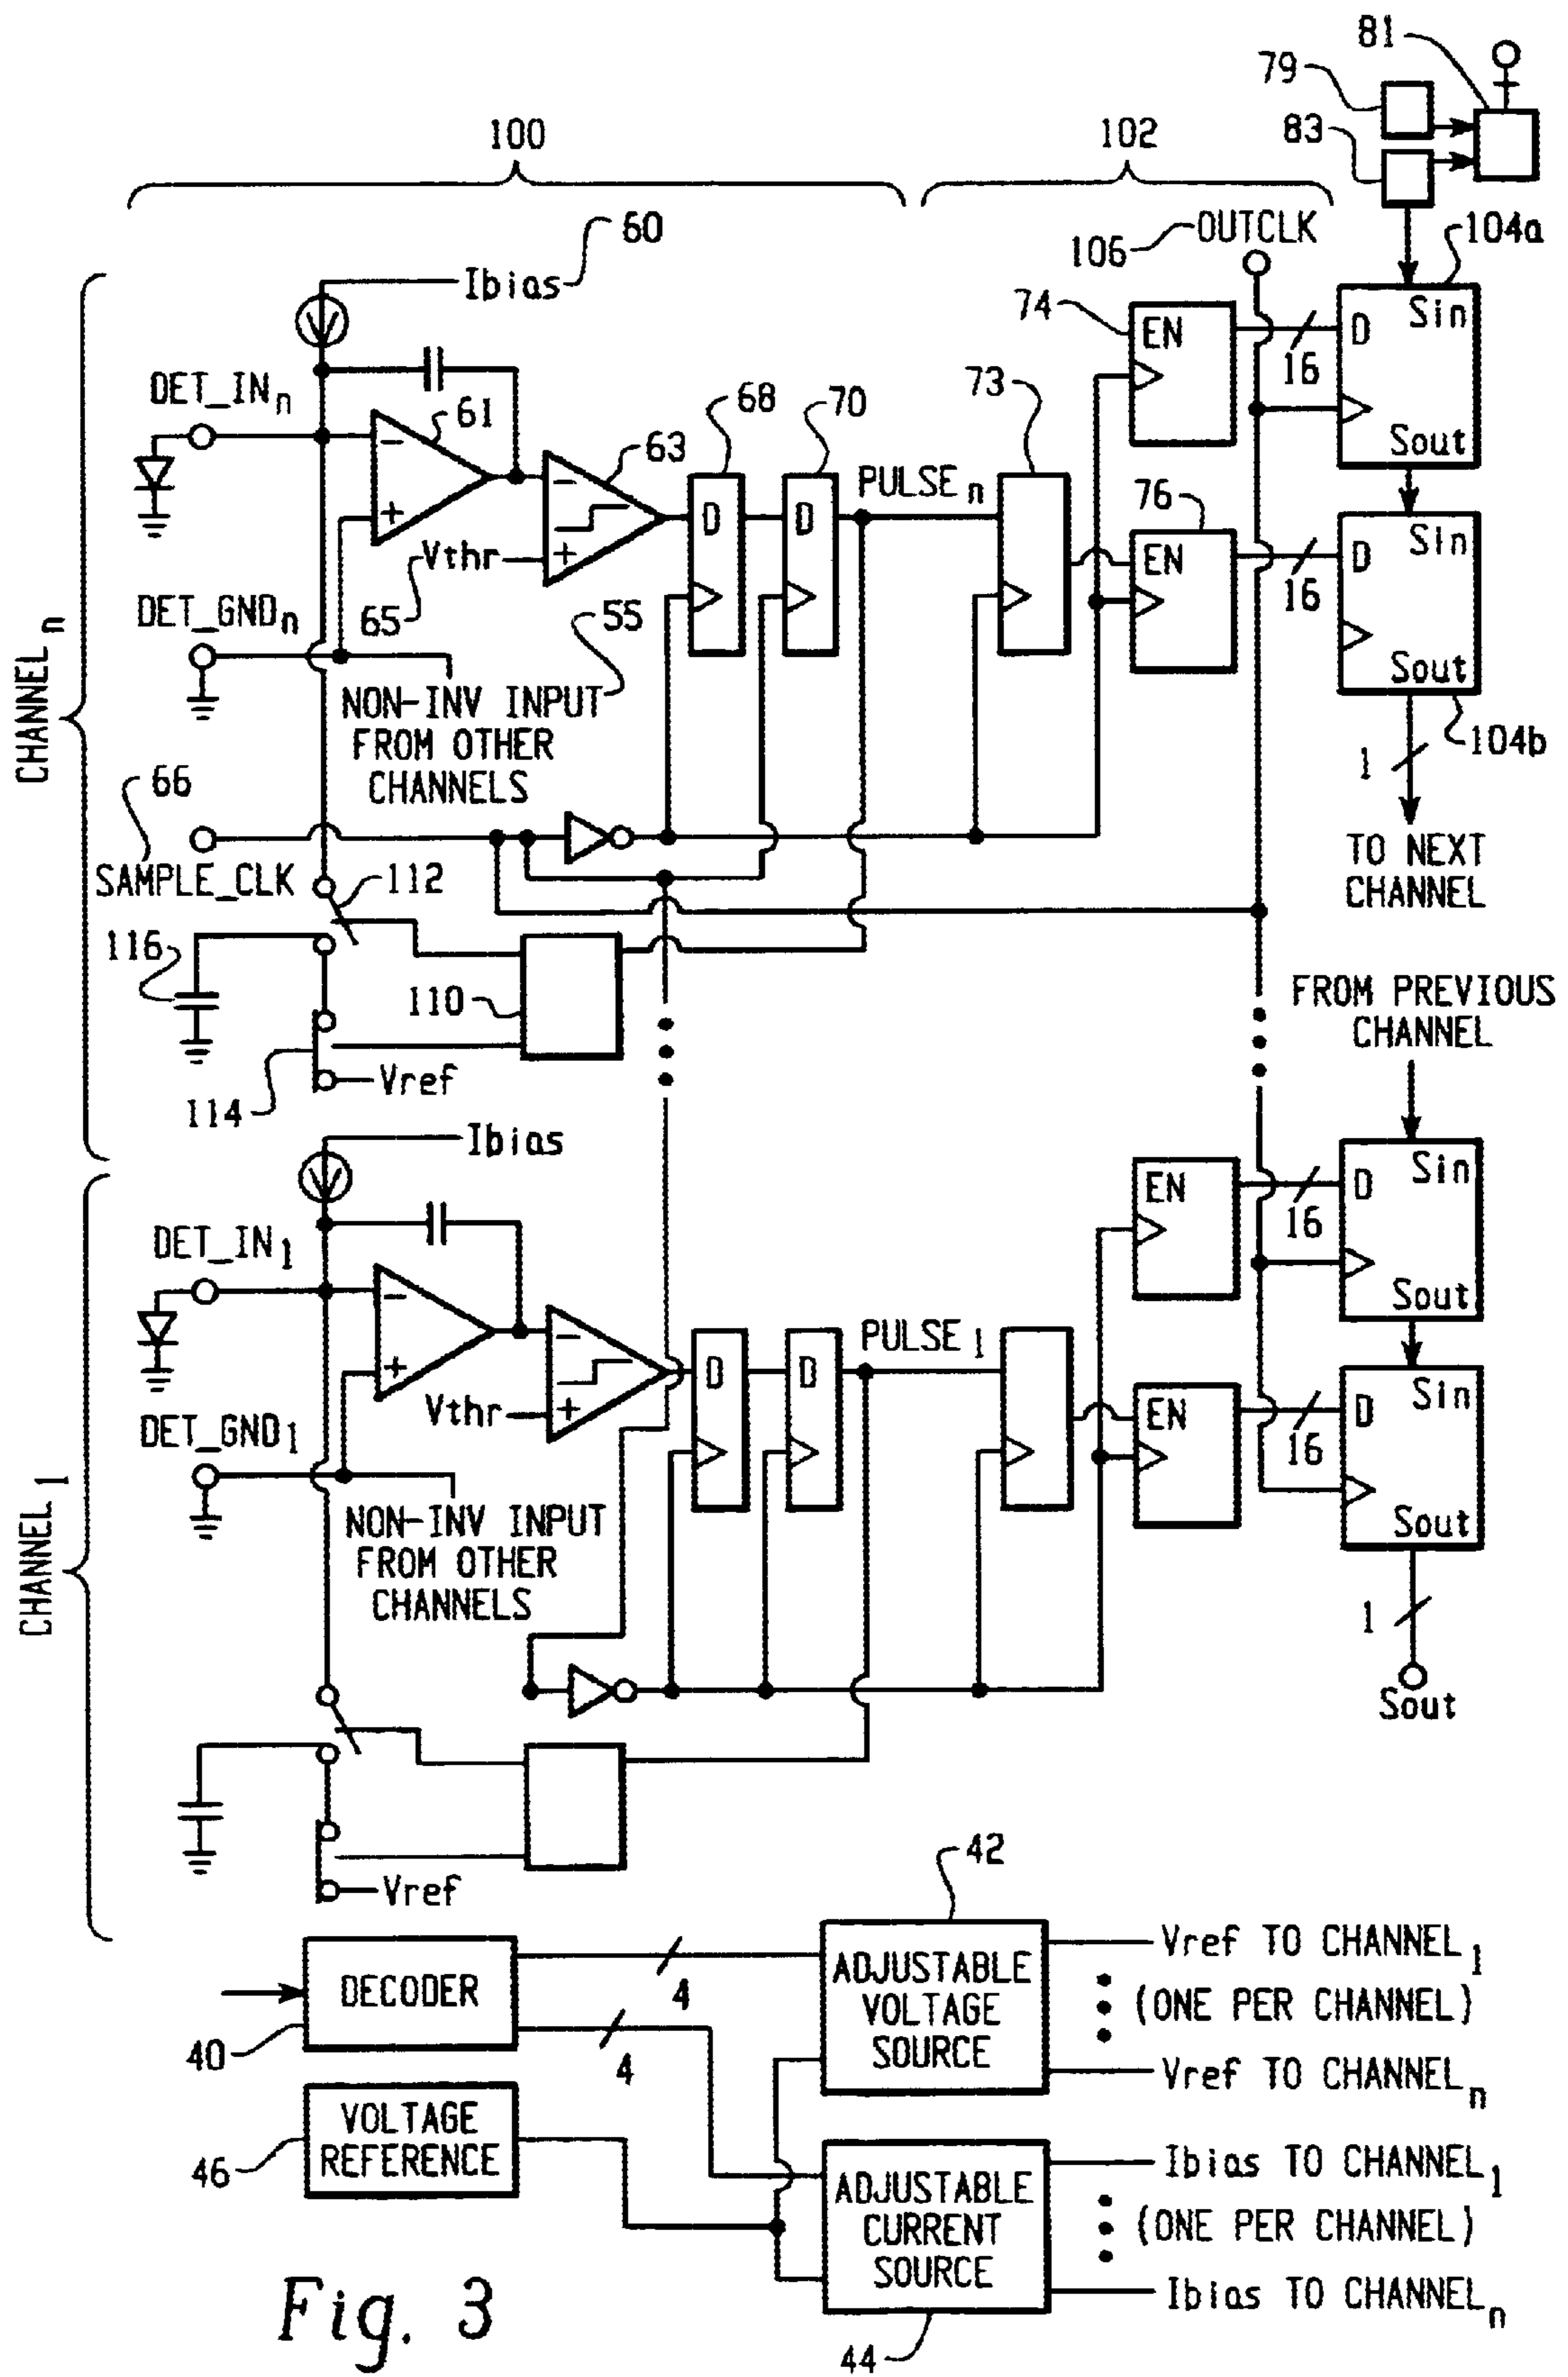 81
79
83
100
102
60
OUTCLK
106
104a
Ibias
74
EN
D
Sin
16
Sout
DET_INn
61
68
70
73
63
PULSEn
76
−
+
−
+
D
D
EN
D
Sin
16
Sout
Vthr
65
55
DET_GNDn
NON-INV INPUT
FROM OTHER
CHANNELS
CHANNELn
104b
1
66
SAMPLE_CLK
112
TO NEXT
CHANNEL
116
110
FROM PREVIOUS
CHANNEL
Vref
114
Ibias
EN
D
Sin
16
Sout
DET_IN1
PULSE1
−
+
−
+
D
D
EN
D
Sin
16
Sout
Vthr
DET_GND1
NON-INV INPUT
FROM OTHER
CHANNELS
CHANNEL1
1
Sout
Vref
42
DECODER
40
4
4
ADJUSTABLE
VOLTAGE
SOURCE
Vref TO CHANNEL1
(ONE PER CHANNEL)
Vref TO CHANNELn
VOLTAGE
REFERENCE
46
ADJUSTABLE
CURRENT
SOURCE
Ibias TO CHANNEL1
(ONE PER CHANNEL)
Ibias TO CHANNELn
44
Fig. 3